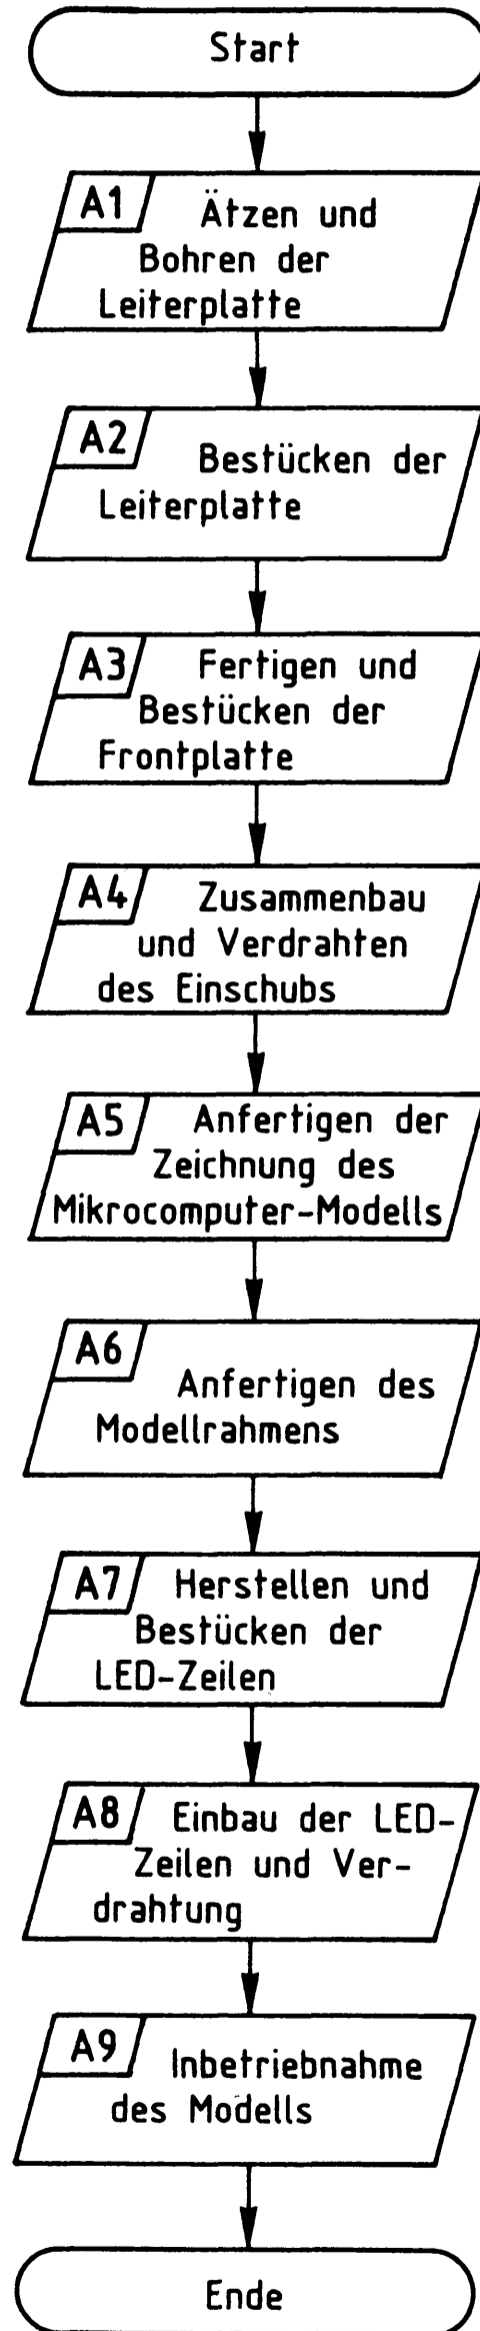 Start
A1 Ätzen und
Bohren der
Leiterplatte
A2 Bestücken der
Leiterplatte
A3 Fertigen und
Bestücken der
Frontplatte
A4 Zusammenbau
und Verdrahten
des Einschubs
A5 Anfertigen der
Zeichnung des
Mikrocomputer-Modells
A6 Anfertigen des
Modellrahmens
A7 Herstellen und
Bestücken der
LED-Zeilen
A8 Einbau der LED-
Zeilen und Ver-
drahtung
A9 Inbetriebnahme
des Modells
Ende